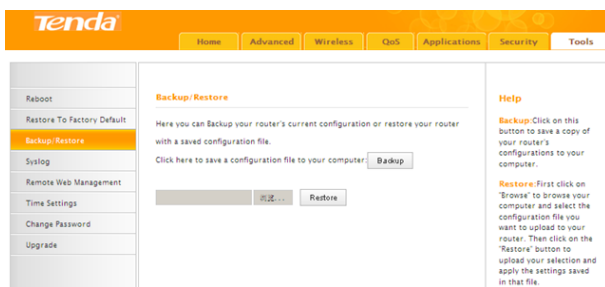 Tenda
Home Advanced Wireless QoS Applications Security Tools
Reboot
Restore To Factory Default
Backup/Restore
Syslog
Remote Web Management
Time Settings
Change Password
Upgrade
Backup/Restore
Here you can Backup your router's current configuration or restore your router
with a saved configuration file.
Click here to save a configuration file to your computer: Backup
浏览... Restore
Help
Backup:Click on this
button to save a copy of
your router's
configurations to your
computer.
Restore:First click on
"Browse" to browse your
computer and select the
configuration file you
want to upload to your
router. Then click on the
"Restore" button to
upload your selection and
apply the settings saved
in that file.